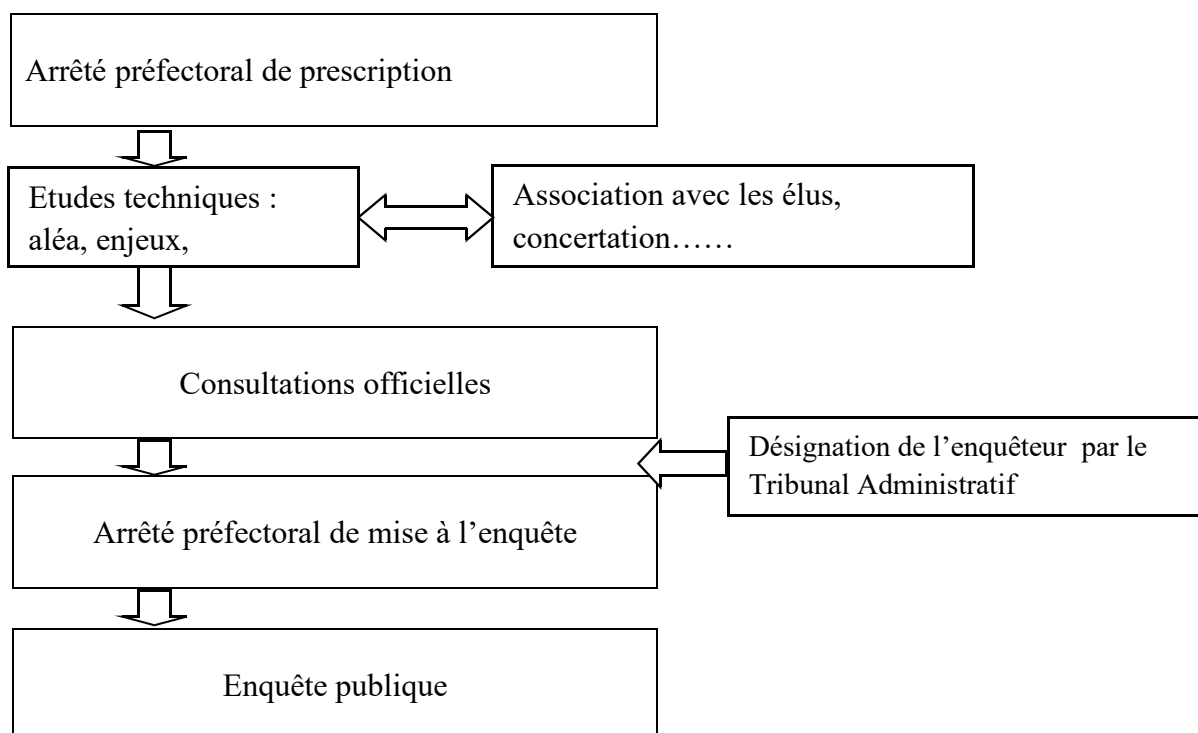 Arrêté préfectoral de prescription
Etudes techniques :
aléa, enjeux,
Association avec les élus,
concertation……
Consultations officielles
Désignation de l’enquêteur  par le
Tribunal Administratif
Arrêté préfectoral de mise à l’enquête
Enquête publique